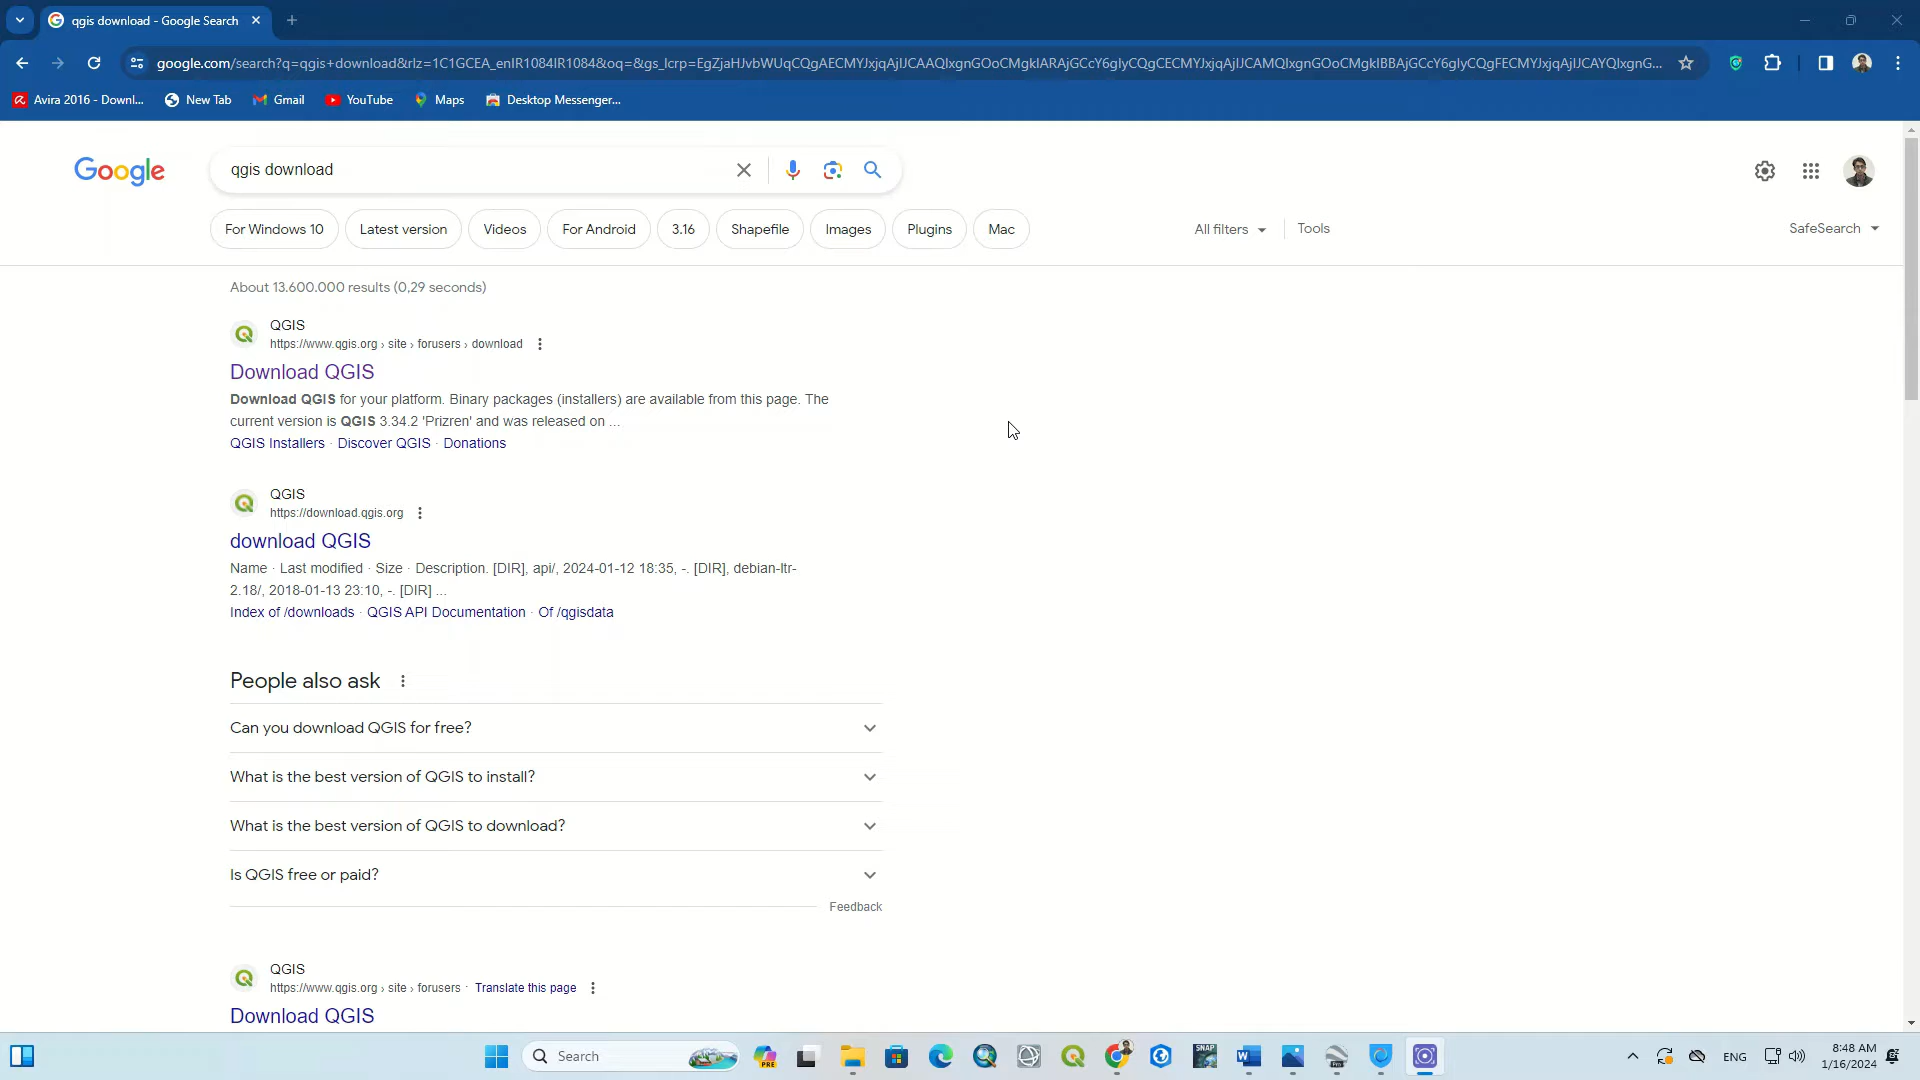 qgis download - Google Search
google.com/search?q=qgis+download&rlz=1C1GCEA_enIR1084IR1084&oq=&gs_lcrp=
Avira 2016 - Downl...
New Tab
Gmail
YouTube
Maps
Desktop Messenger...
Google
qgis download
For Windows 10
Latest version
Videos
For Android
3.16
Shapefile
Images
Plugins
Mac
All filters
Tools
SafeSearch
About 13.600.000 results (0,29 seconds)
QGIS
https://www.qgis.org › site › forusers › download
Download QGIS
Download QGIS for your platform. Binary packages (installers) are available from this page. The
current version is QGIS 3.34.2 'Prizren' and was released on ...
QGIS Installers · Discover QGIS · Donations
QGIS
https://download.qgis.org
download QGIS
Name · Last modified · Size · Description. [DIR], api/, 2024-01-12 18:35, -. [DIR], debian-ltr-
2.18/, 2018-01-13 23:10, -. [DIR] ...
Index of /downloads · QGIS API Documentation · Of /qgisdata
People also ask
Can you download QGIS for free?
What is the best version of QGIS to install?
What is the best version of QGIS to download?
Is QGIS free or paid?
Feedback
QGIS
https://www.qgis.org › site › forusers · Translate this page
Download QGIS
Search
PRE
SNAP
ENG
8:48 AM
1/16/2024